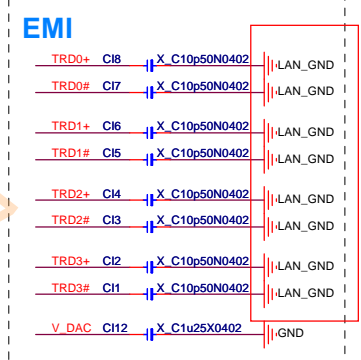 EMI
TRD0+ CI8 X_C10p50N0402 LAN_GND
TRD0# CI7 X_C10p50N0402 LAN_GND
TRD1+ CI6 X_C10p50N0402 LAN_GND
TRD1# CI5 X_C10p50N0402 LAN_GND
TRD2+ CI4 X_C10p50N0402 LAN_GND
TRD2# CI3 X_C10p50N0402 LAN_GND
TRD3+ CI2 X_C10p50N0402 LAN_GND
TRD3# CI1 X_C10p50N0402 LAN_GND
V_DAC CI12 X_C1u25X0402 GND